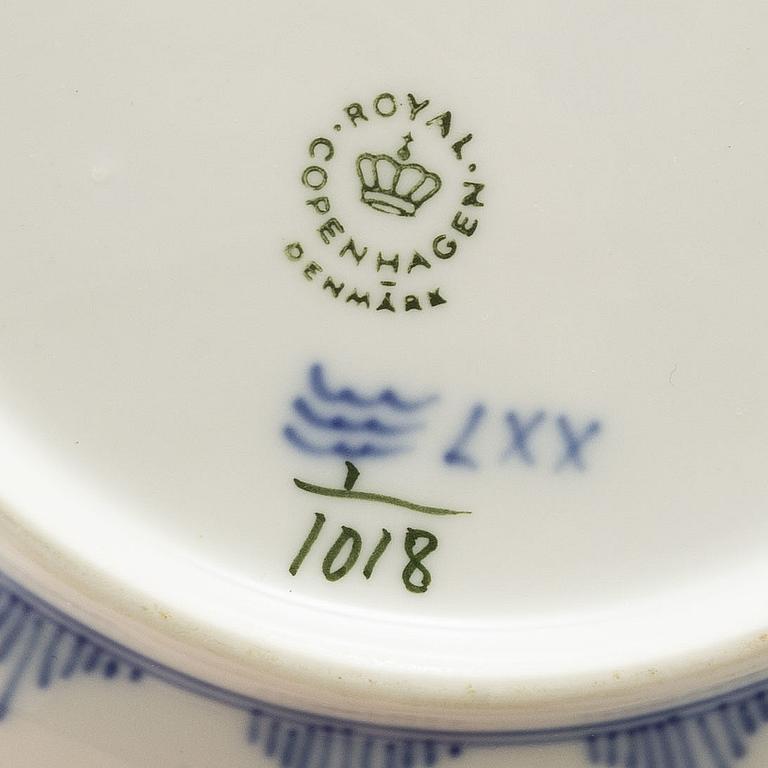 ROYAL
COPENHAGEN
DENMARK
LXX
1
1018